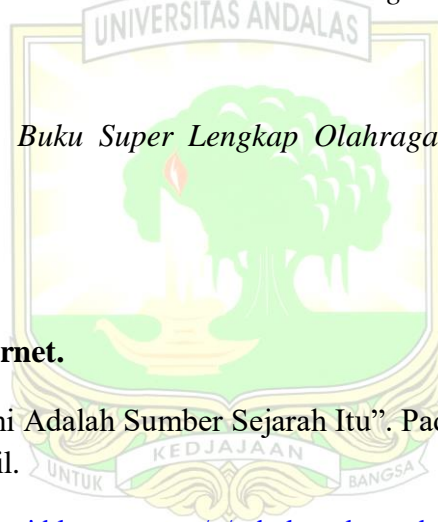 UNIVERSITAS ANDALAS
Buku Super Lengkap Olahraga
rnet.
ni Adalah Sumber Sejarah Itu”. Pad
il.
KEDJAJAAN
UNTUK BANGSA